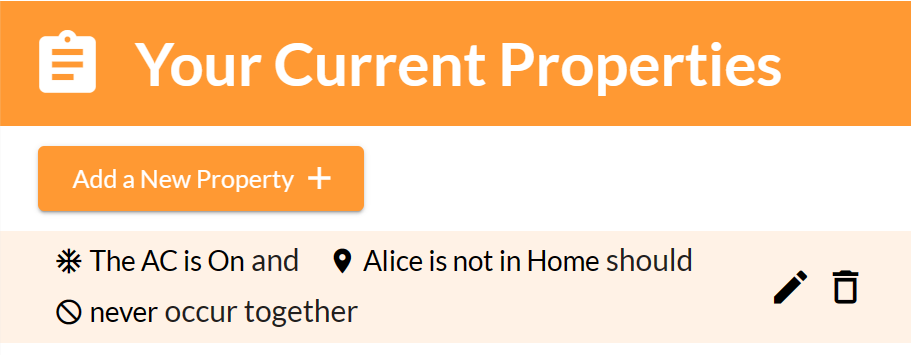 Your Current Properties
Add a New Property +
The AC is On and Alice is not in Home should
never occur together